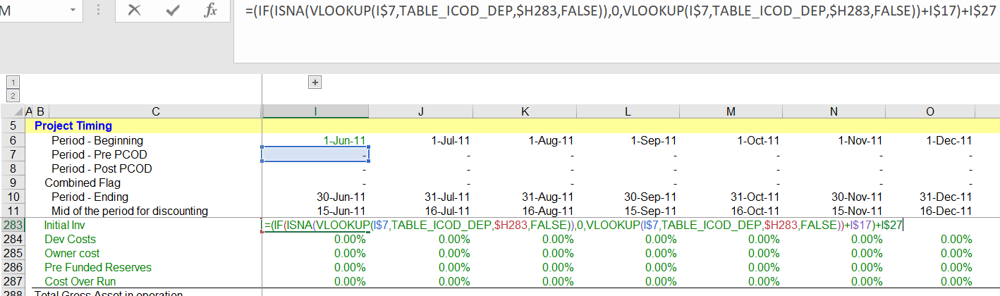 M fx =(IF(ISNA(VLOOKUP(I$7,TABLE_ICOD_DEP,$H283,FALSE)),0,VLOOKUP(I$7,TABLE_ICOD_DEP,$H283,FALSE))+I$17)+I$27
1 +
2
A B C I J K L M N O
5 Project Timing
6 Period - Beginning 1-Jun-11 1-Jul-11 1-Aug-11 1-Sep-11 1-Oct-11 1-Nov-11 1-Dec-11
7 Period - Pre PCOD - - - - - - -
8 Period - Post PCOD - - - - - - -
9 Combined Flag - - - - - - -
10 Period - Ending 30-Jun-11 31-Jul-11 31-Aug-11 30-Sep-11 31-Oct-11 30-Nov-11 31-Dec-11
11 Mid of the period for discounting 15-Jun-11 16-Jul-11 16-Aug-11 15-Sep-11 16-Oct-11 15-Nov-11 16-Dec-11
283 Initial Inv =(IF(ISNA(VLOOKUP(I$7,TABLE_ICOD_DEP,$H283,FALSE)),0,VLOOKUP(I$7,TABLE_ICOD_DEP,$H283,FALSE))+I$17)+I$27
284 Dev Costs 0.00% 0.00% 0.00% 0.00% 0.00% 0.00% 0.00%
285 Owner cost 0.00% 0.00% 0.00% 0.00% 0.00% 0.00% 0.00%
286 Pre Funded Reserves 0.00% 0.00% 0.00% 0.00% 0.00% 0.00% 0.00%
287 Cost Over Run 0.00% 0.00% 0.00% 0.00% 0.00% 0.00% 0.00%
288 Total Gross Asset in operation